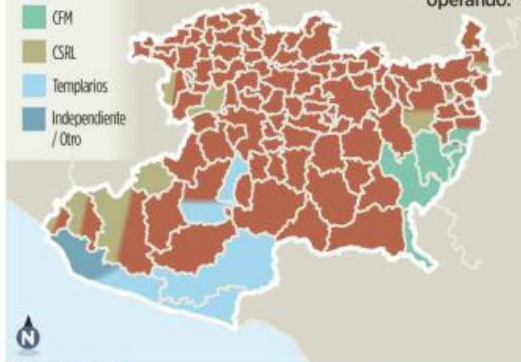 operando.
CFM
CSRL
Templarios
Independiente
/ Otro
N